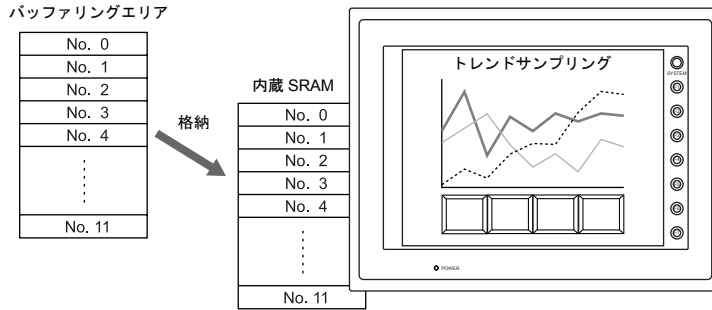 バッファリングエリア
No. 0
No. 1
No. 2
No. 3
No. 4
No. 11
格納
内蔵 SRAM
No. 0
No. 1
No. 2
No. 3
No. 4
No. 11
トレンドサンプリング
SYSTEM
POWER